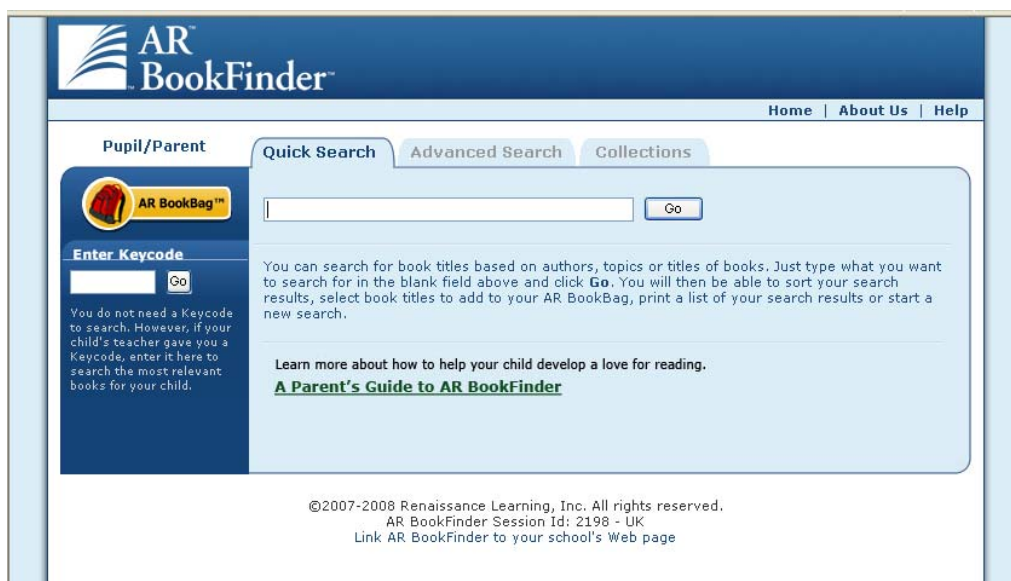 AR™
BookFinder™
Home | About Us | Help
Pupil/Parent
Quick Search
Advanced Search
Collections
AR BookBag™
Go
Enter Keycode
Go
You do not need a Keycode
to search. However, if your
child's teacher gave you a
Keycode, enter it here to
search the most relevant
books for your child.
You can search for book titles based on authors, topics or titles of books. Just type what you want
to search for in the blank field above and click Go. You will then be able to sort your search
results, select book titles to add to your AR BookBag, print a list of your search results or start a
new search.
Learn more about how to help your child develop a love for reading.
A Parent's Guide to AR BookFinder
©2007-2008 Renaissance Learning, Inc. All rights reserved.
AR BookFinder Session Id: 2198 - UK
Link AR BookFinder to your school's Web page